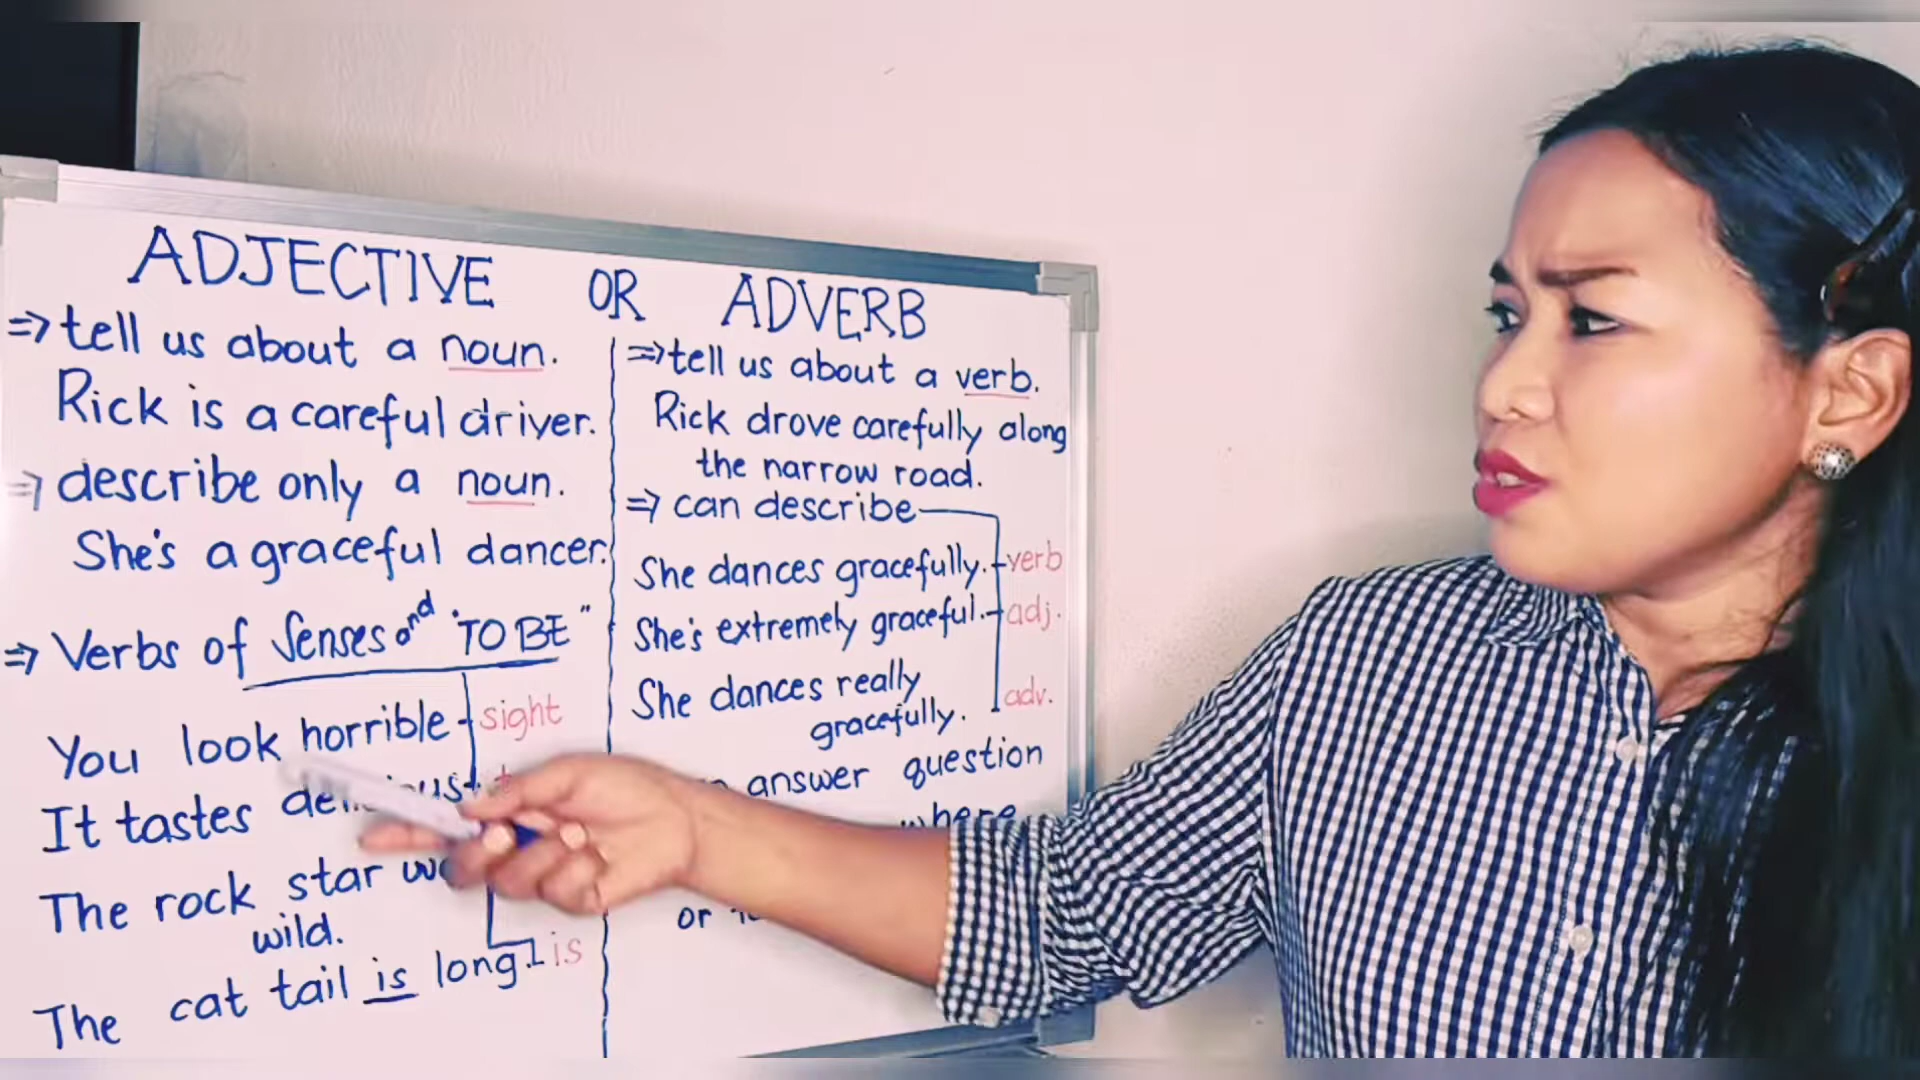 ADJECTIVE OR ADVERB
⇒ tell us about a noun.
Rick is a careful driver.
⇒ describe only a noun.
She's a graceful dancer.
⇒ Verbs of Senses and "TO BE"
You look horrible sight
It tastes
The rock star
wild.
The cat tail is long is
⇒ tell us about a verb.
Rick drove carefully along
the narrow road.
⇒ can describe
She dances gracefully. verb
She's extremely graceful. adj.
She dances really
gracefully. adv.
answer question
where
or